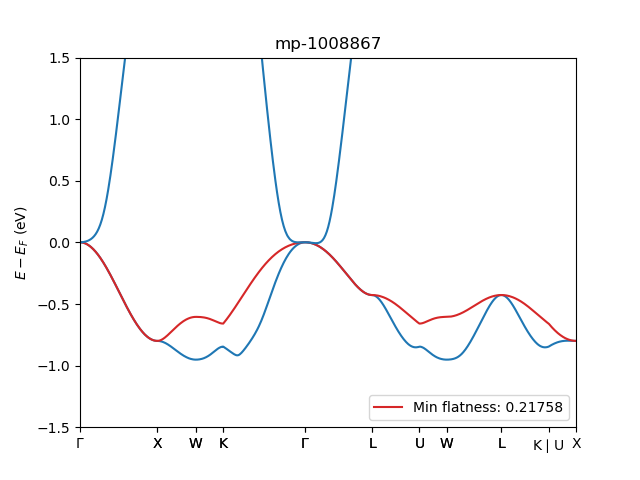 mp-1008867
1.5
1.0
0.5
0.0
−0.5
−1.0
−1.5
E − E_F (eV)
Min flatness: 0.21758
Γ X W K Γ L U W L K | U X